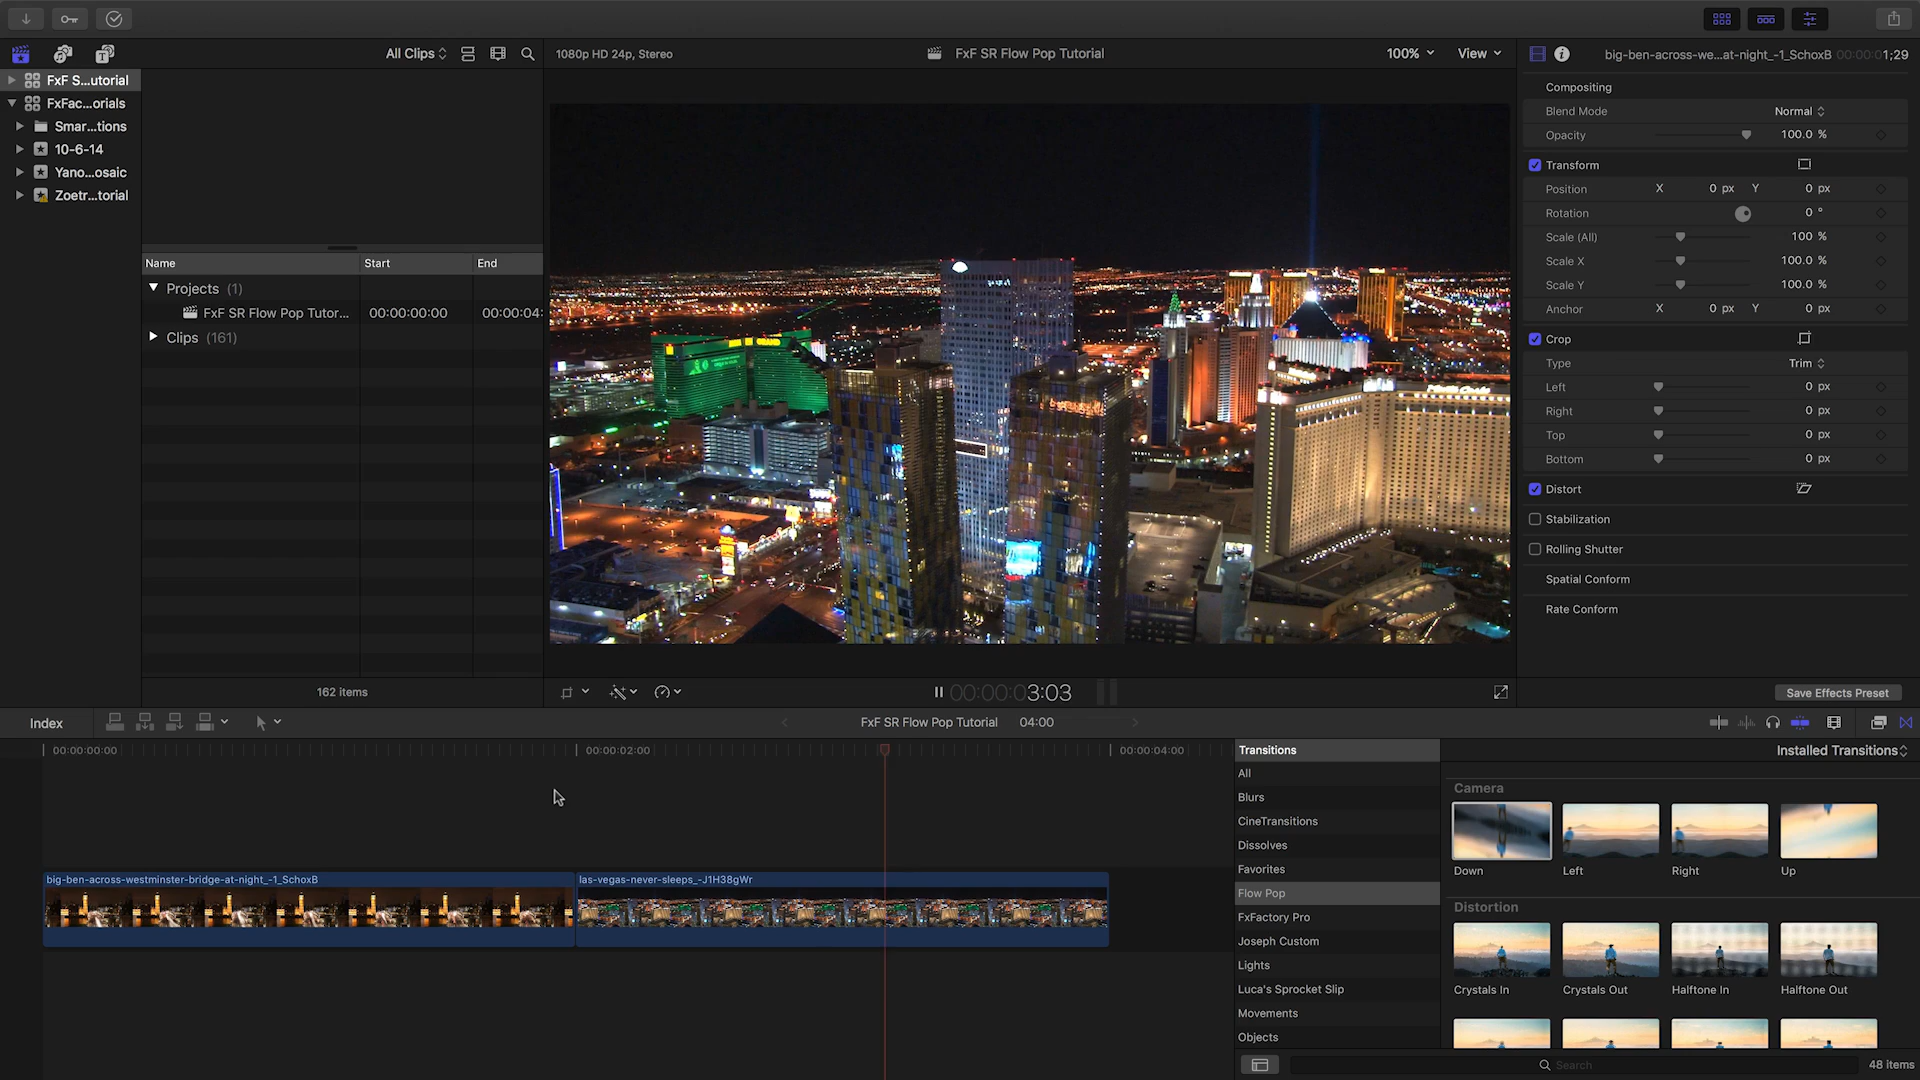 All Clips
1080p HD 24p, Stereo
FxF SR Flow Pop Tutorial
100%
View
big-ben-across-we...at-night_-1_SchoxB
00:00:01;29
FxF S...utorial
FxFac...orials
Smar...tions
10-6-14
Yano...osaic
Zoetr...torial
Name Start End
Projects (1)
FxF SR Flow Pop Tutor... 00:00:00:00 00:00:04:
Clips (161)
162 items
Compositing
Blend Mode Normal
Opacity 100.0 %
Transform
Position X 0 px Y 0 px
Rotation 0 °
Scale (All) 100 %
Scale X 100.0 %
Scale Y 100.0 %
Anchor X 0 px Y 0 px
Crop
Type Trim
Left 0 px
Right 0 px
Top 0 px
Bottom 0 px
Distort
Stabilization
Rolling Shutter
Spatial Conform
Rate Conform
Save Effects Preset
00:00:03:03
Index
FxF SR Flow Pop Tutorial 04:00
00:00:00:00 00:00:02:00 00:00:04:00
big-ben-across-westminster-bridge-at-night_-1_SchoxB
las-vegas-never-sleeps_-J1H38gWr
Transitions
All
Blurs
CineTransitions
Dissolves
Favorites
Flow Pop
FxFactory Pro
Joseph Custom
Lights
Luca's Sprocket Slip
Movements
Objects
Installed Transitions
Camera
Down Left Right Up
Distortion
Crystals In Crystals Out Halftone In Halftone Out
Search
48 items